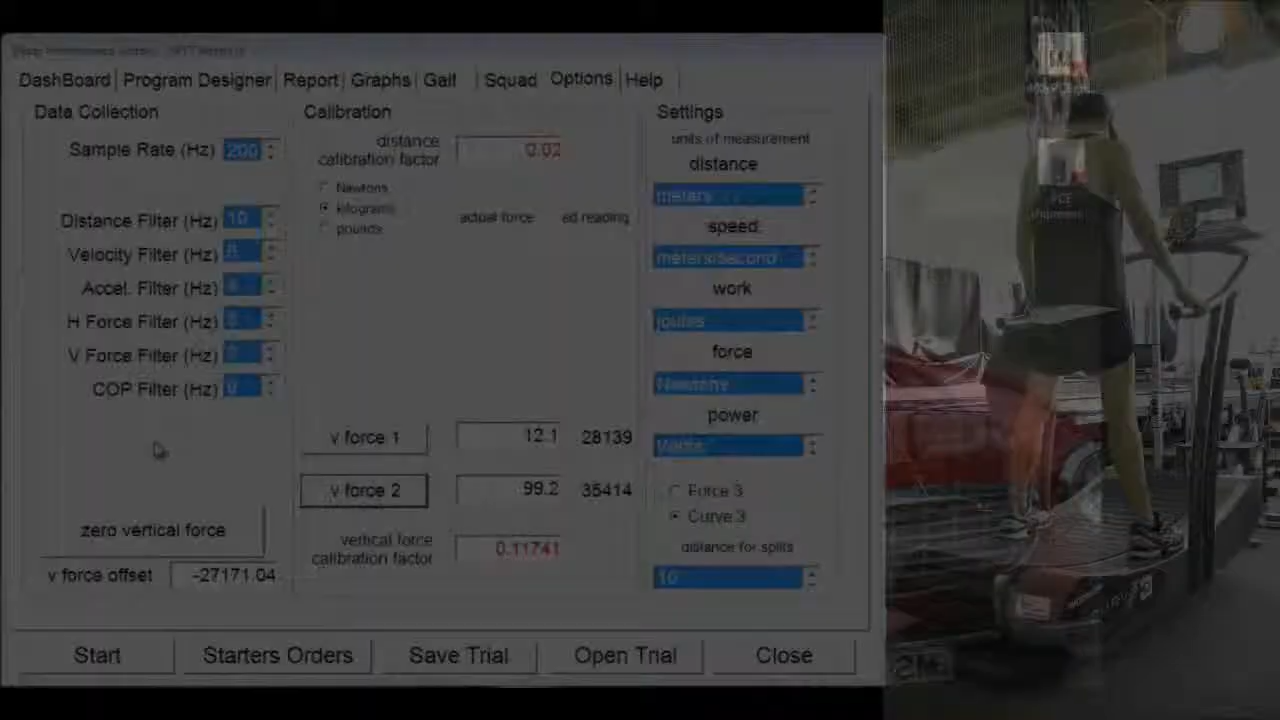 DashBoard Program Designer Report Graphs Gait Squad Options Help
Data Collection
Sample Rate (Hz) 200
Distance Filter (Hz) 10
Velocity Filter (Hz)
Accel. Filter (Hz)
H Force Filter (Hz)
V Force Filter (Hz)
COP Filter (Hz)
zero vertical force
v force offset -27171.04
Calibration
distance
calibration factor 0.02
Newtons
kilograms
pounds
actual force ad reading
v force 1 12.1 28139
v force 2 99.2 35414
vertical force
calibration factor 0.11741
Settings
units of measurement
distance
meters
speed
meters/second
work
joules
force
Newtons
power
Watts
Force 3
Curve 3
distance for splits
10
Start Starters Orders Save Trial Open Trial Close